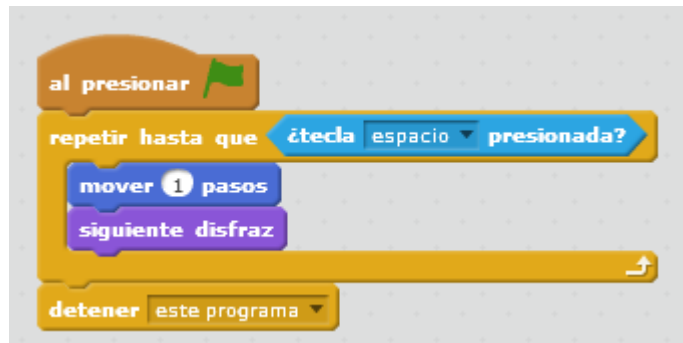 al presionar
repetir hasta que ¿tecla espacio presionada?
mover 1 pasos
siguiente disfraz
detener este programa